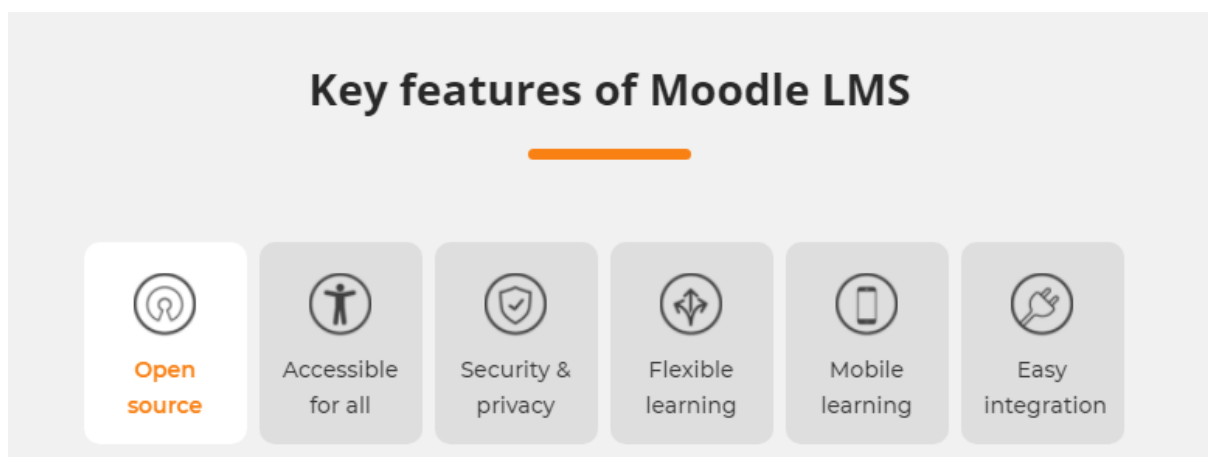 Key features of Moodle LMS
Open
source
Accessible
for all
Security &
privacy
Flexible
learning
Mobile
learning
Easy
integration